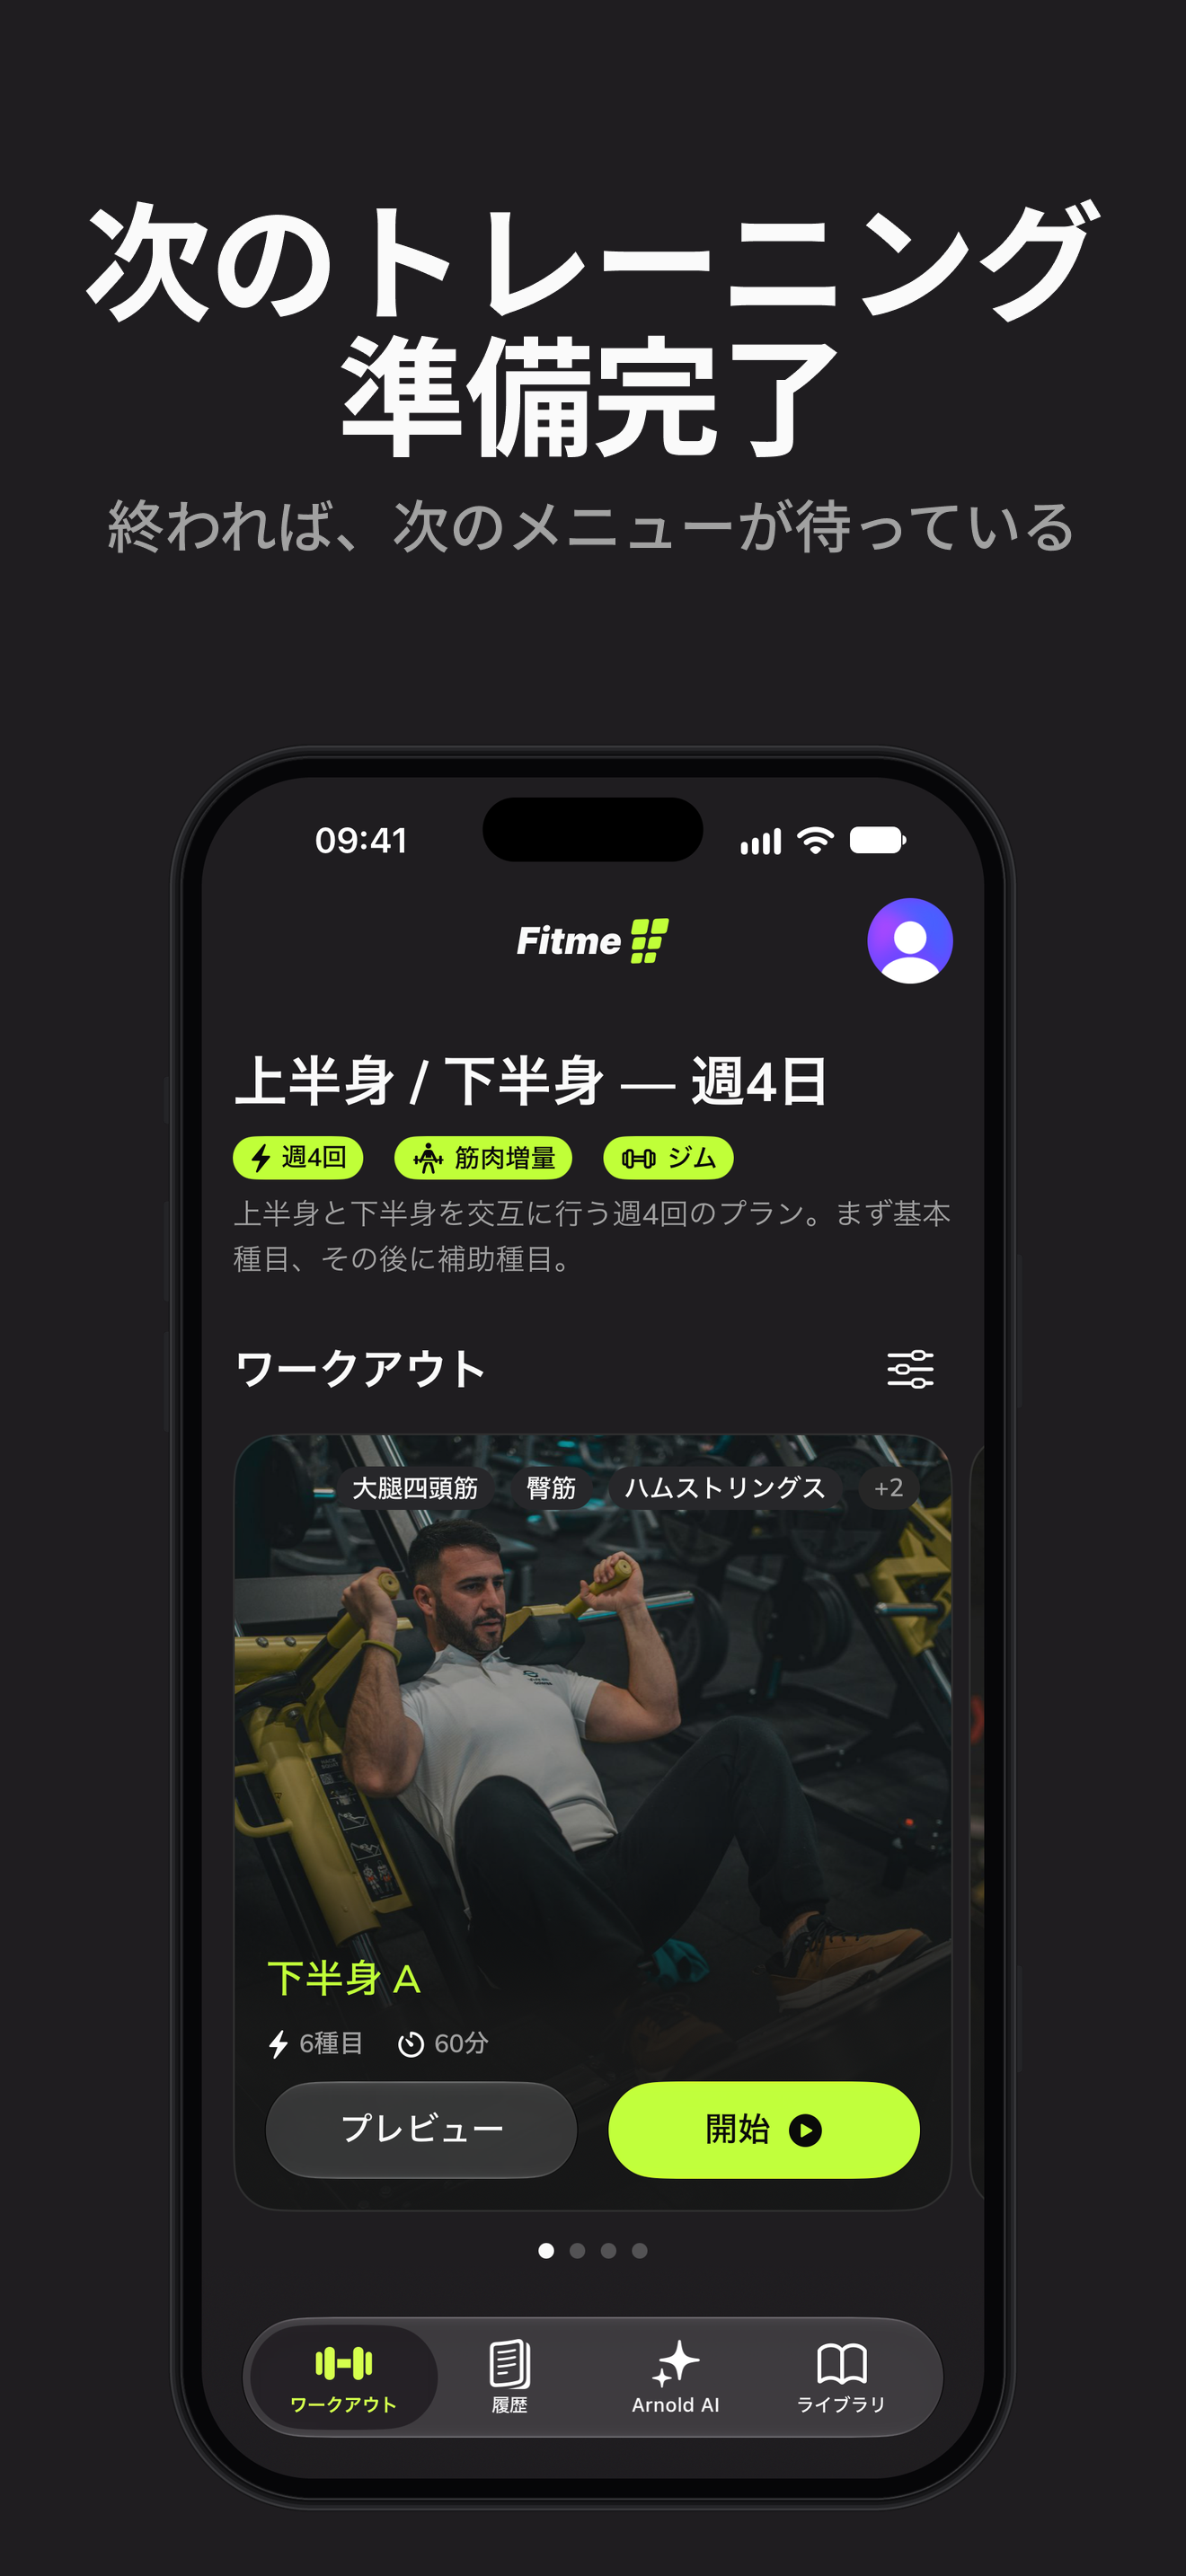 次のトレーニング
準備完了
終われば、次のメニューが待っている
09:41
Fitme
上半身 / 下半身 — 週4日
週4回 筋肉増量 ジム
上半身と下半身を交互に行う週4回のプラン。まず基本
種目、その後に補助種目。
ワークアウト
大腿四頭筋 臀筋 ハムストリングス +2
下半身 A
6種目 60分
プレビュー 開始
ワークアウト 履歴 Arnold AI ライブラリ